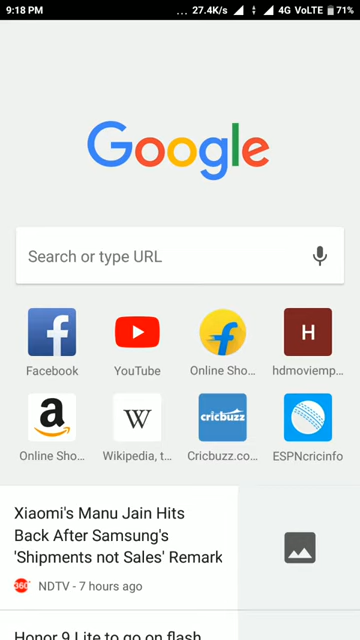 9:18 PM
... 27.4K/s 4G VoLTE 71%
Google
Search or type URL
Facebook
YouTube
Online Sho...
H
hdmoviemp...
a
Online Sho...
W
Wikipedia, t...
cricbuzz
Cricbuzz.co...
ESPNcricinfo
Xiaomi's Manu Jain Hits
Back After Samsung's
'Shipments not Sales' Remark
360°
NDTV - 7 hours ago
Honor 9 Lite to go on flash